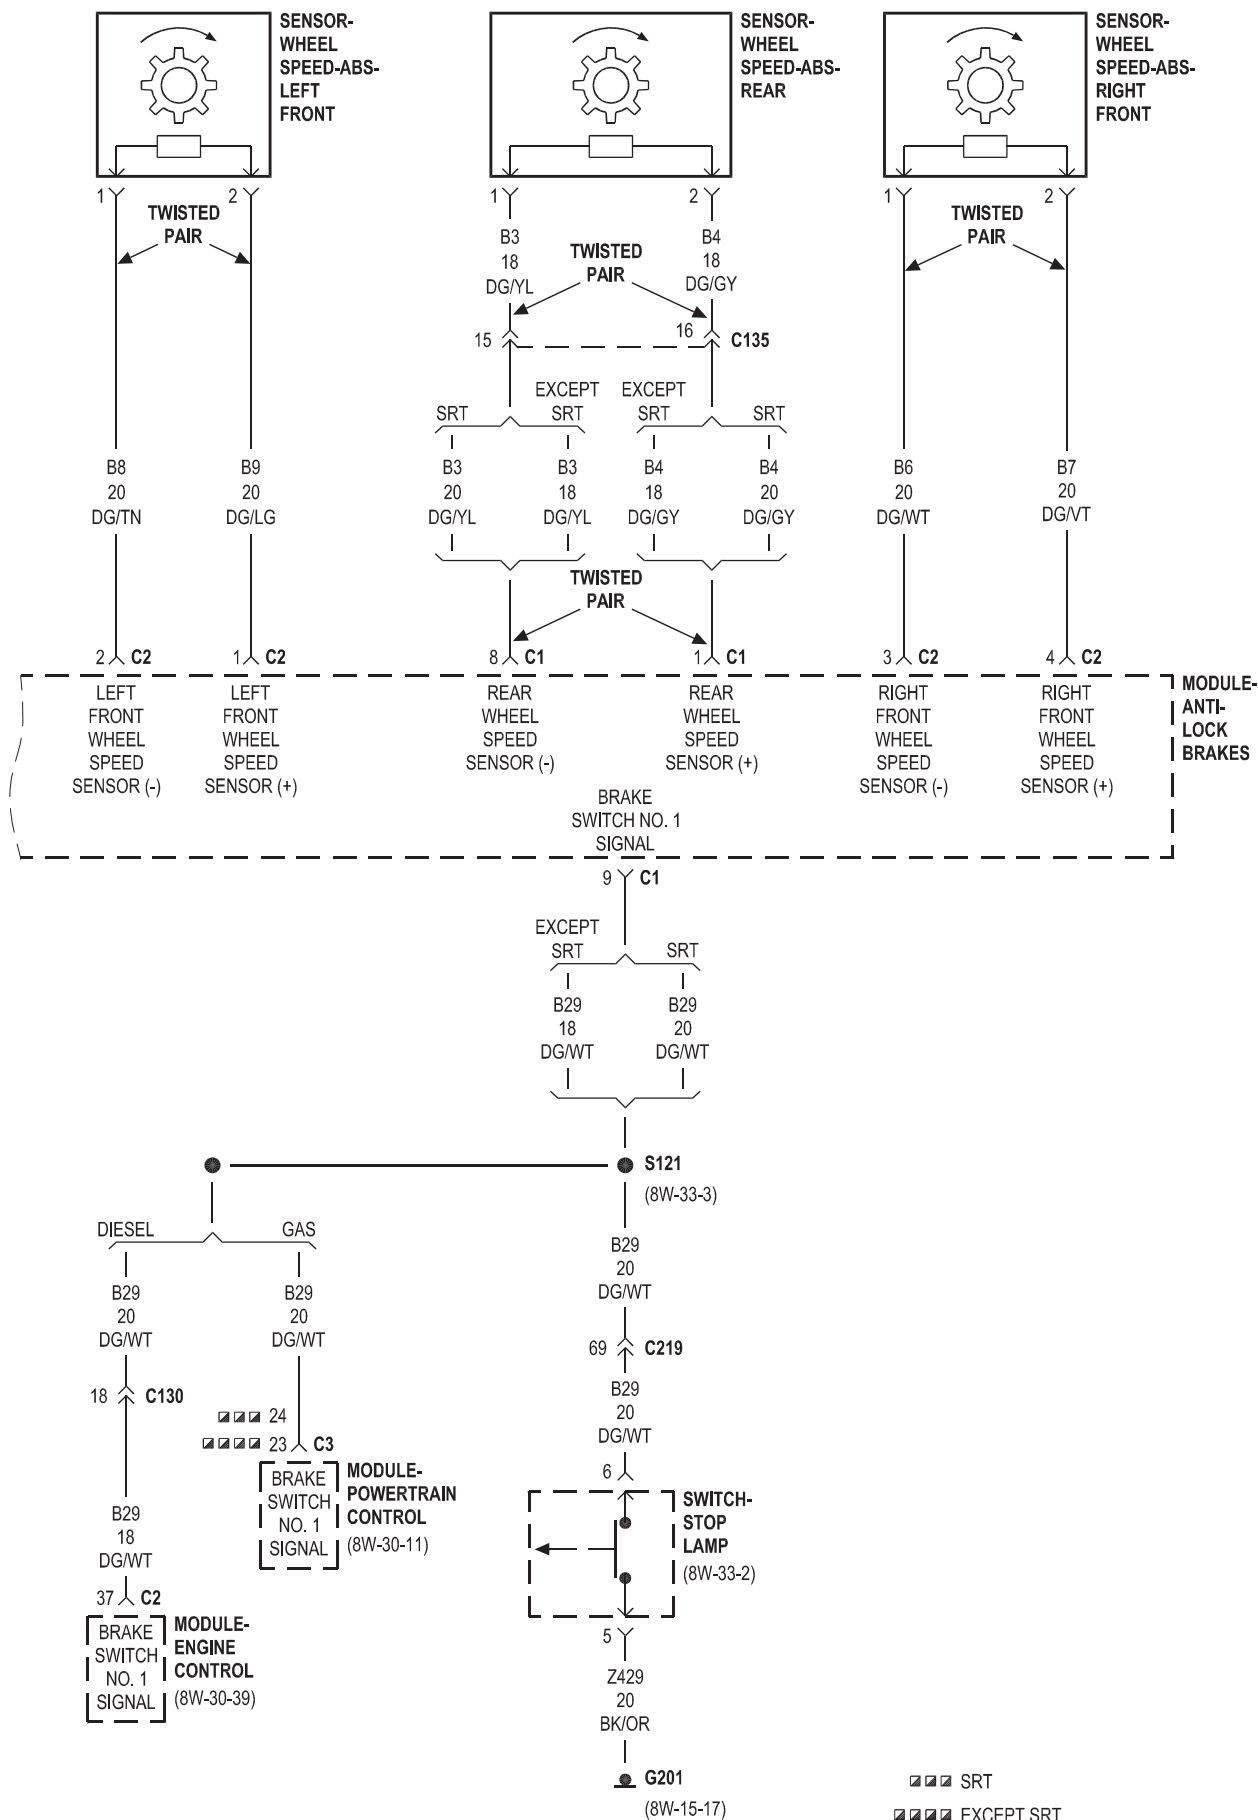 SENSOR-
WHEEL
SPEED-ABS-
LEFT
FRONT
SENSOR-
WHEEL
SPEED-ABS-
REAR
SENSOR-
WHEEL
SPEED-ABS-
RIGHT
FRONT
1
2
1
2
1
2
TWISTED
PAIR
B3
18
DG/YL
TWISTED
PAIR
B4
18
DG/GY
TWISTED
PAIR
15
16
C135
SRT
EXCEPT
SRT
EXCEPT
SRT
SRT
B8
20
DG/TN
B9
20
DG/LG
B3
20
DG/YL
B3
18
DG/YL
B4
18
DG/GY
B4
20
DG/GY
B6
20
DG/WT
B7
20
DG/VT
TWISTED
PAIR
2 C2
1 C2
8 C1
1 C1
3 C2
4 C2
LEFT
FRONT
WHEEL
SPEED
SENSOR (-)
LEFT
FRONT
WHEEL
SPEED
SENSOR (+)
REAR
WHEEL
SPEED
SENSOR (-)
REAR
WHEEL
SPEED
SENSOR (+)
RIGHT
FRONT
WHEEL
SPEED
SENSOR (-)
RIGHT
FRONT
WHEEL
SPEED
SENSOR (+)
MODULE-
ANTI-
LOCK
BRAKES
BRAKE
SWITCH NO. 1
SIGNAL
9 C1
EXCEPT
SRT
SRT
B29
18
DG/WT
B29
20
DG/WT
S121
(8W-33-3)
DIESEL
GAS
B29
20
DG/WT
B29
20
DG/WT
B29
20
DG/WT
69 C219
18 C130
B29
20
DG/WT
24
23 C3
BRAKE
SWITCH
NO. 1
SIGNAL
MODULE-
POWERTRAIN
CONTROL
(8W-30-11)
6
SWITCH-
STOP
LAMP
(8W-33-2)
B29
18
DG/WT
37 C2
BRAKE
SWITCH
NO. 1
SIGNAL
MODULE-
ENGINE
CONTROL
(8W-30-39)
5
Z429
20
BK/OR
G201
(8W-15-17)
SRT
EXCEPT SRT